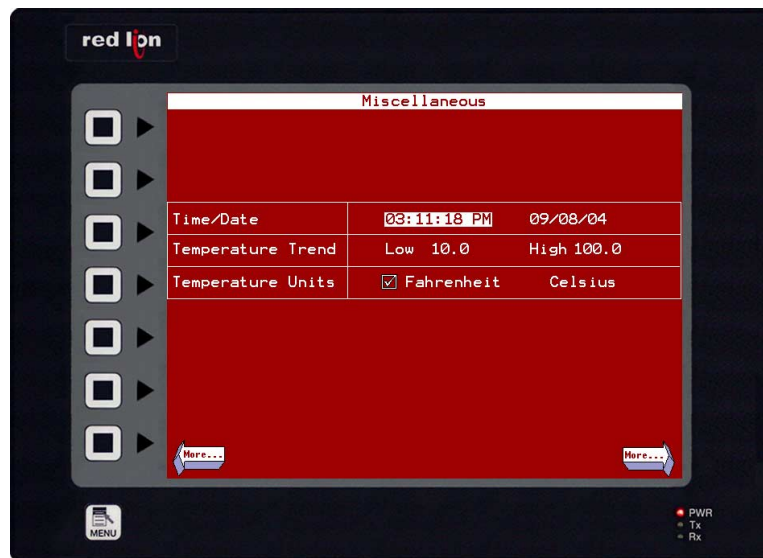 red lion
Miscellaneous
Time/Date 03:11:18 PM 09/08/04
Temperature Trend Low 10.0 High 100.0
Temperature Units Fahrenheit Celsius
More... More...
MENU
PWR
Tx
Rx